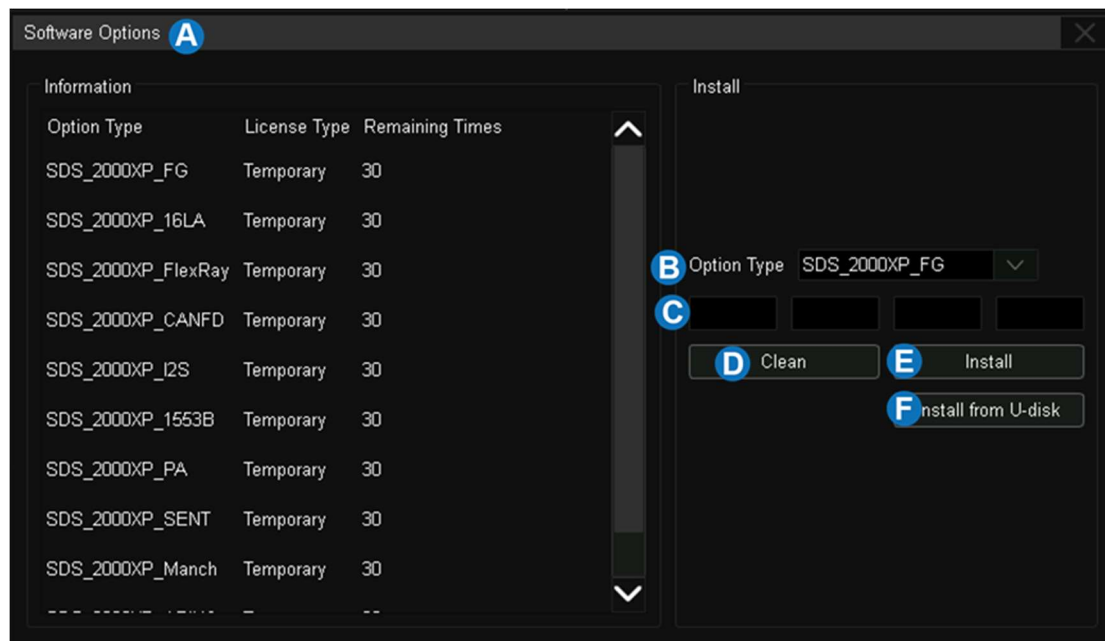 Software Options A
Information
Option Type License Type Remaining Times
SDS_2000XP_FG Temporary 30
SDS_2000XP_16LA Temporary 30
SDS_2000XP_FlexRay Temporary 30
SDS_2000XP_CANFD Temporary 30
SDS_2000XP_I2S Temporary 30
SDS_2000XP_1553B Temporary 30
SDS_2000XP_PA Temporary 30
SDS_2000XP_SENT Temporary 30
SDS_2000XP_Manch Temporary 30
Install
B Option Type SDS_2000XP_FG
C
D Clean E Install
F nstall from U-disk